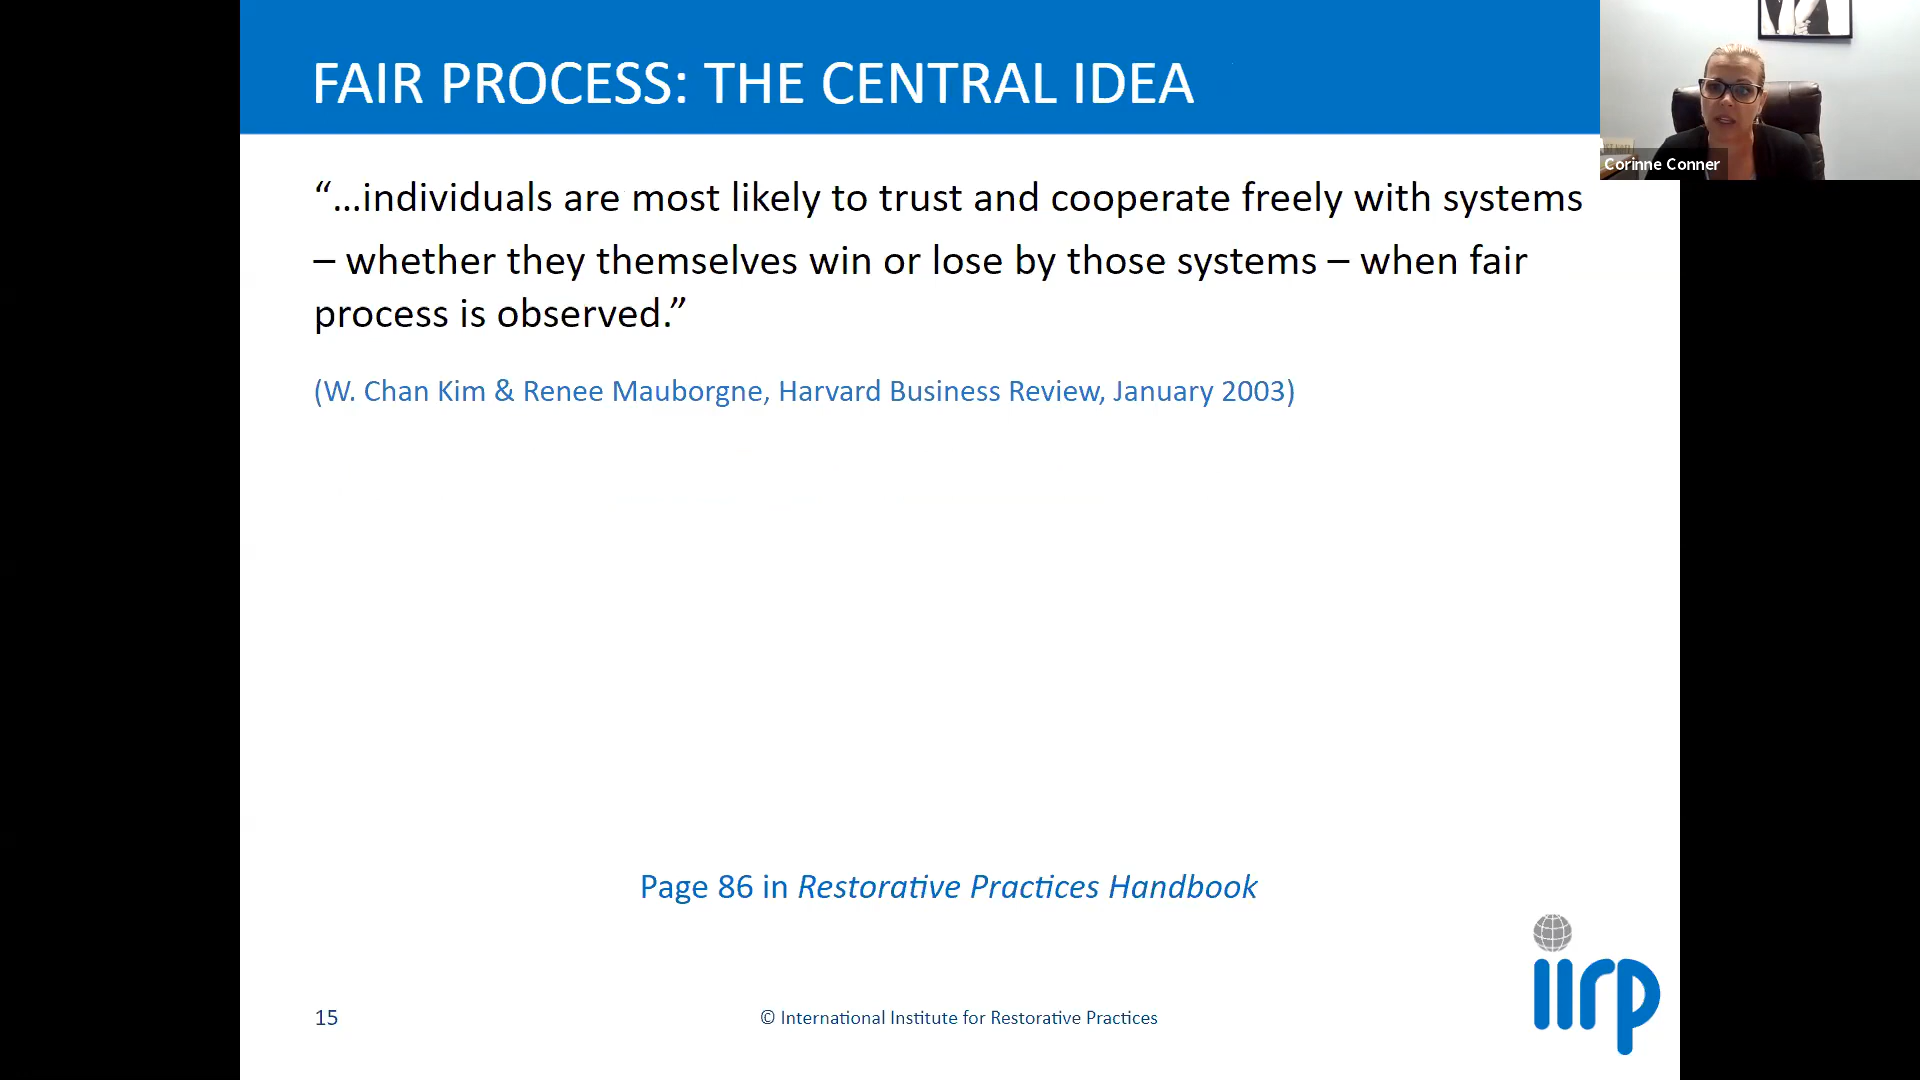 FAIR PROCESS: THE CENTRAL IDEA
Corinne Conner
“...individuals are most likely to trust and cooperate freely with systems
– whether they themselves win or lose by those systems – when fair
process is observed.”
(W. Chan Kim & Renee Mauborgne, Harvard Business Review, January 2003)
Page 86 in Restorative Practices Handbook
iirp
15
© International Institute for Restorative Practices